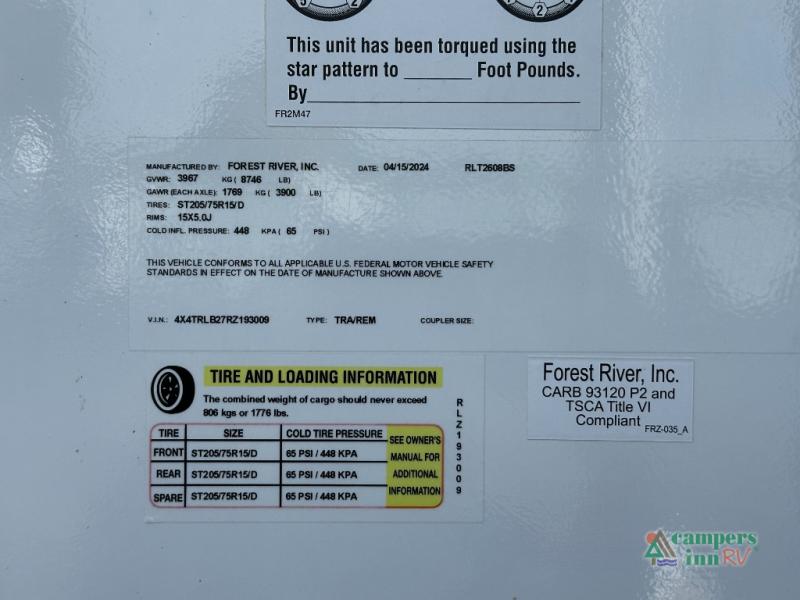 5 2
1 2
This unit has been torqued using the
star pattern to ______ Foot Pounds.
By______________________
FR2M47
MANUFACTURED BY: FOREST RIVER, INC. DATE: 04/15/2024 RLT2608BS
GVWR: 3967 KG ( 8746 LB)
GAWR (EACH AXLE): 1769 KG ( 3900 LB)
TIRES: ST205/75R15/D
RIMS: 15X5.0J
COLD INFL. PRESSURE: 448 KPA ( 65 PSI )
THIS VEHICLE CONFORMS TO ALL APPLICABLE U.S. FEDERAL MOTOR VEHICLE SAFETY
STANDARDS IN EFFECT ON THE DATE OF MANUFACTURE SHOWN ABOVE.
V.I.N.: 4X4TRLB27RZ193009 TYPE: TRA/REM COUPLER SIZE:
TIRE AND LOADING INFORMATION
The combined weight of cargo should never exceed
806 kgs or 1776 lbs.
TIRE SIZE COLD TIRE PRESSURE
FRONT ST205/75R15/D 65 PSI / 448 KPA
REAR ST205/75R15/D 65 PSI / 448 KPA
SPARE ST205/75R15/D 65 PSI / 448 KPA
SEE OWNER'S
MANUAL FOR
ADDITIONAL
INFORMATION
RLZ193009
Forest River, Inc.
CARB 93120 P2 and
TSCA Title VI
Compliant
FRZ-035_A
campers
inn RV